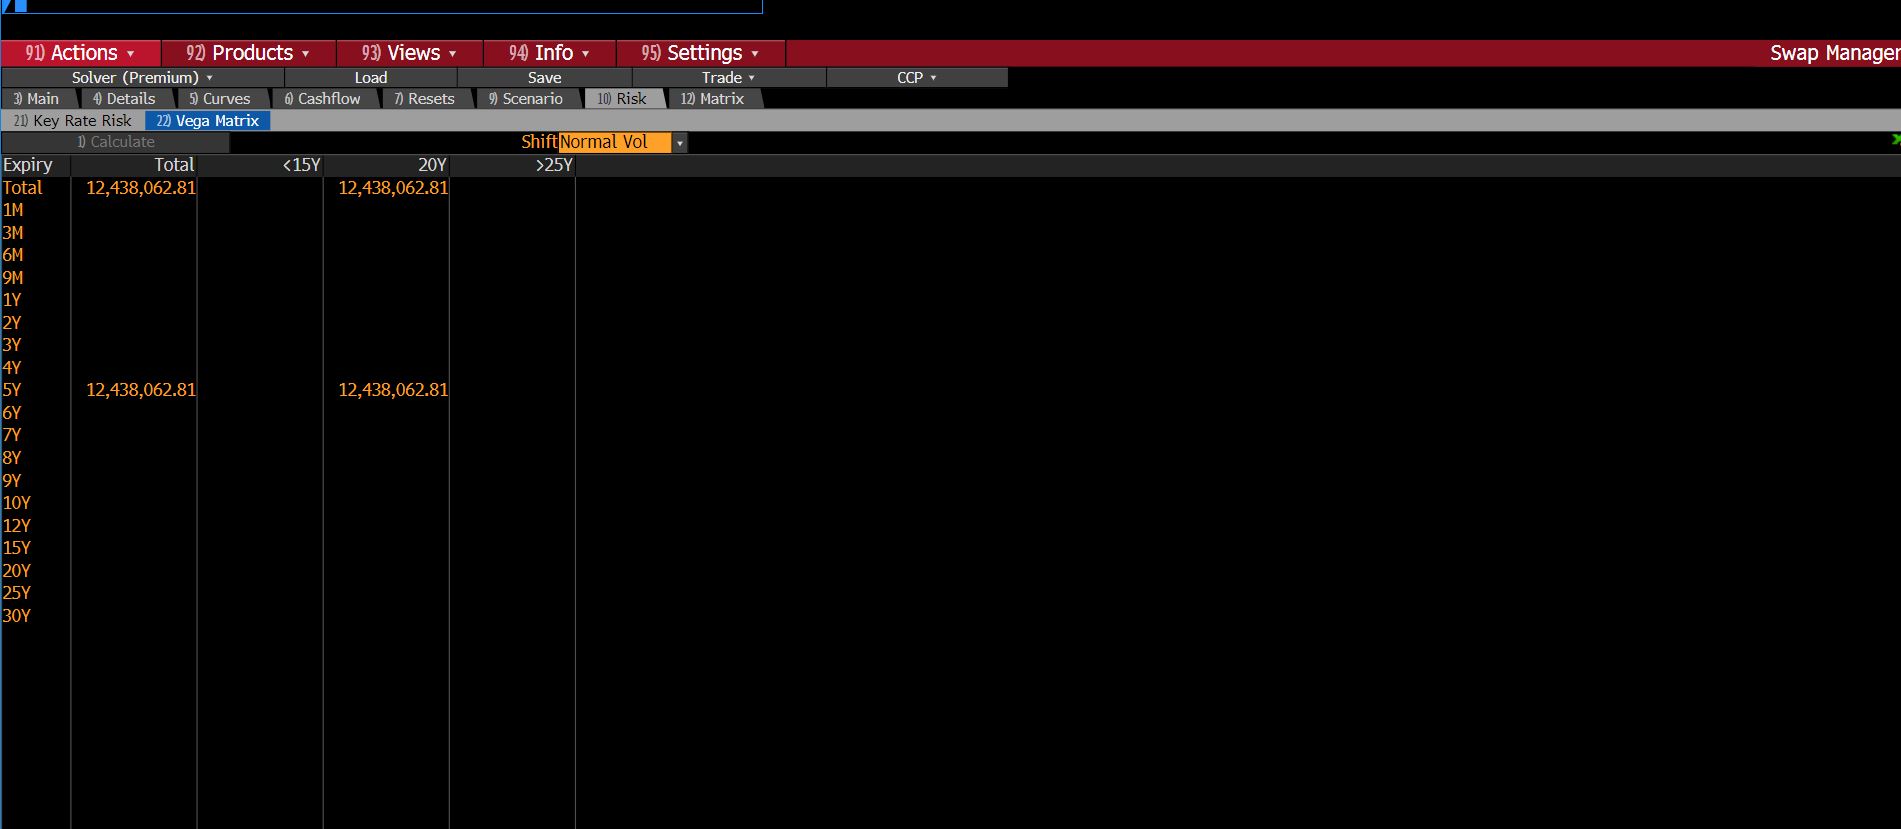 91) Actions 92) Products 93) Views 94) Info 95) Settings Swap Manager
Solver (Premium) Load Save Trade CCP
3) Main 4) Details 5) Curves 6) Cashflow 7) Resets 9) Scenario 10) Risk 12) Matrix
21) Key Rate Risk 22) Vega Matrix
1) Calculate Shift Normal Vol
Expiry Total <15Y 20Y >25Y
Total 12,438,062.81 12,438,062.81
1M
3M
6M
9M
1Y
2Y
3Y
4Y
5Y 12,438,062.81 12,438,062.81
6Y
7Y
8Y
9Y
10Y
12Y
15Y
20Y
25Y
30Y